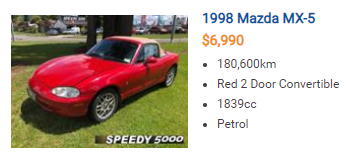 1998 Mazda MX-5
$6,990
180,600km
Red 2 Door Convertible
1839cc
Petrol
SPEEDY 5000